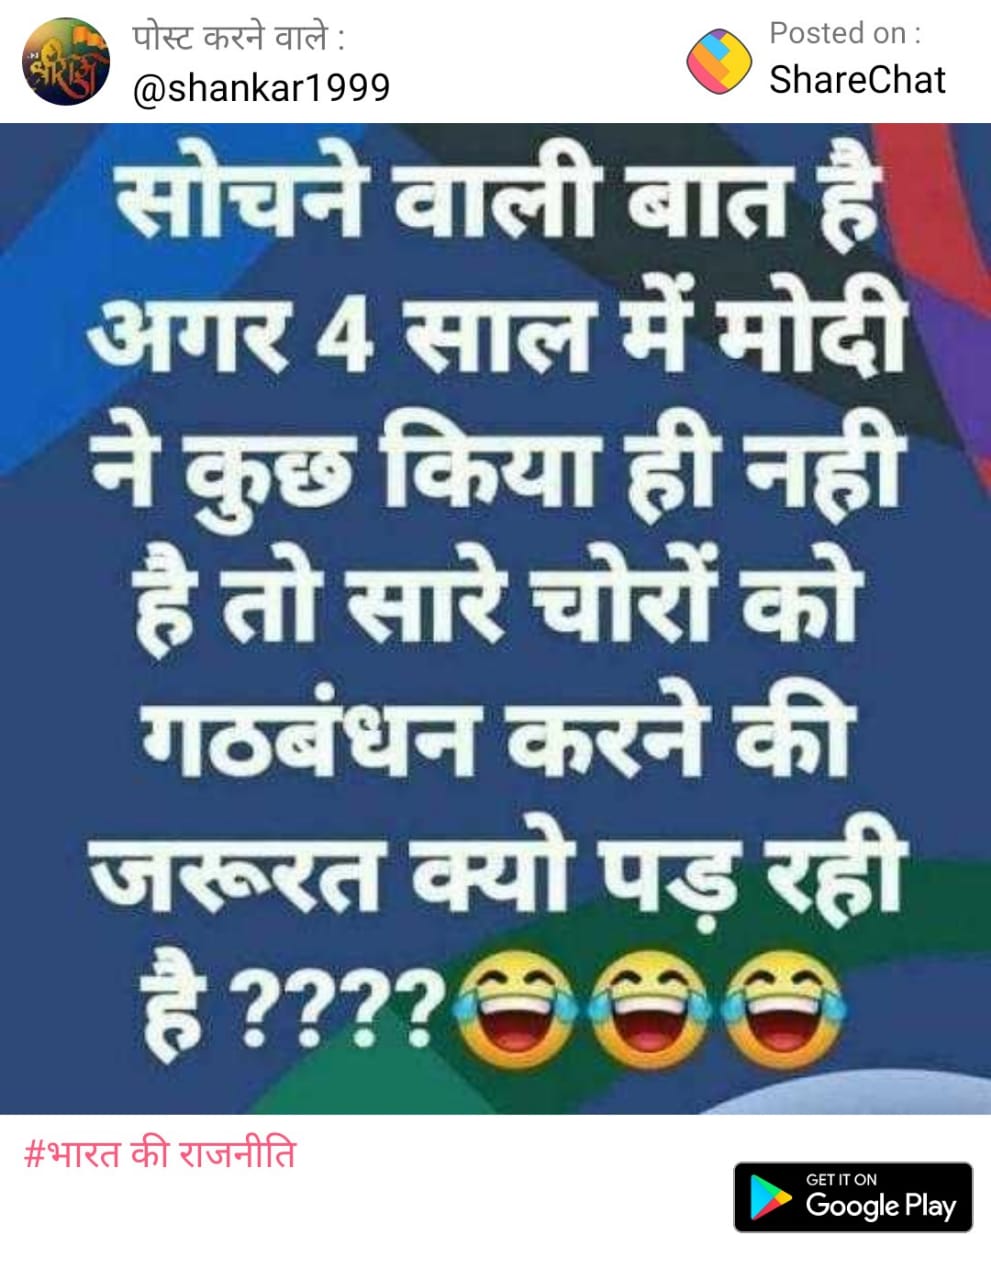 पोस्ट करने वाले :
@shankar1999
Posted on :
ShareChat
सोचने वाली बात है
अगर 4 साल में मोदी
ने कुछ किया ही नही
है तो सारे चोरों को
गठबंधन करने की
जरूरत क्यो पड़ रही
है ????😂😂😂
#भारत की राजनीति
GET IT ON
Google Play